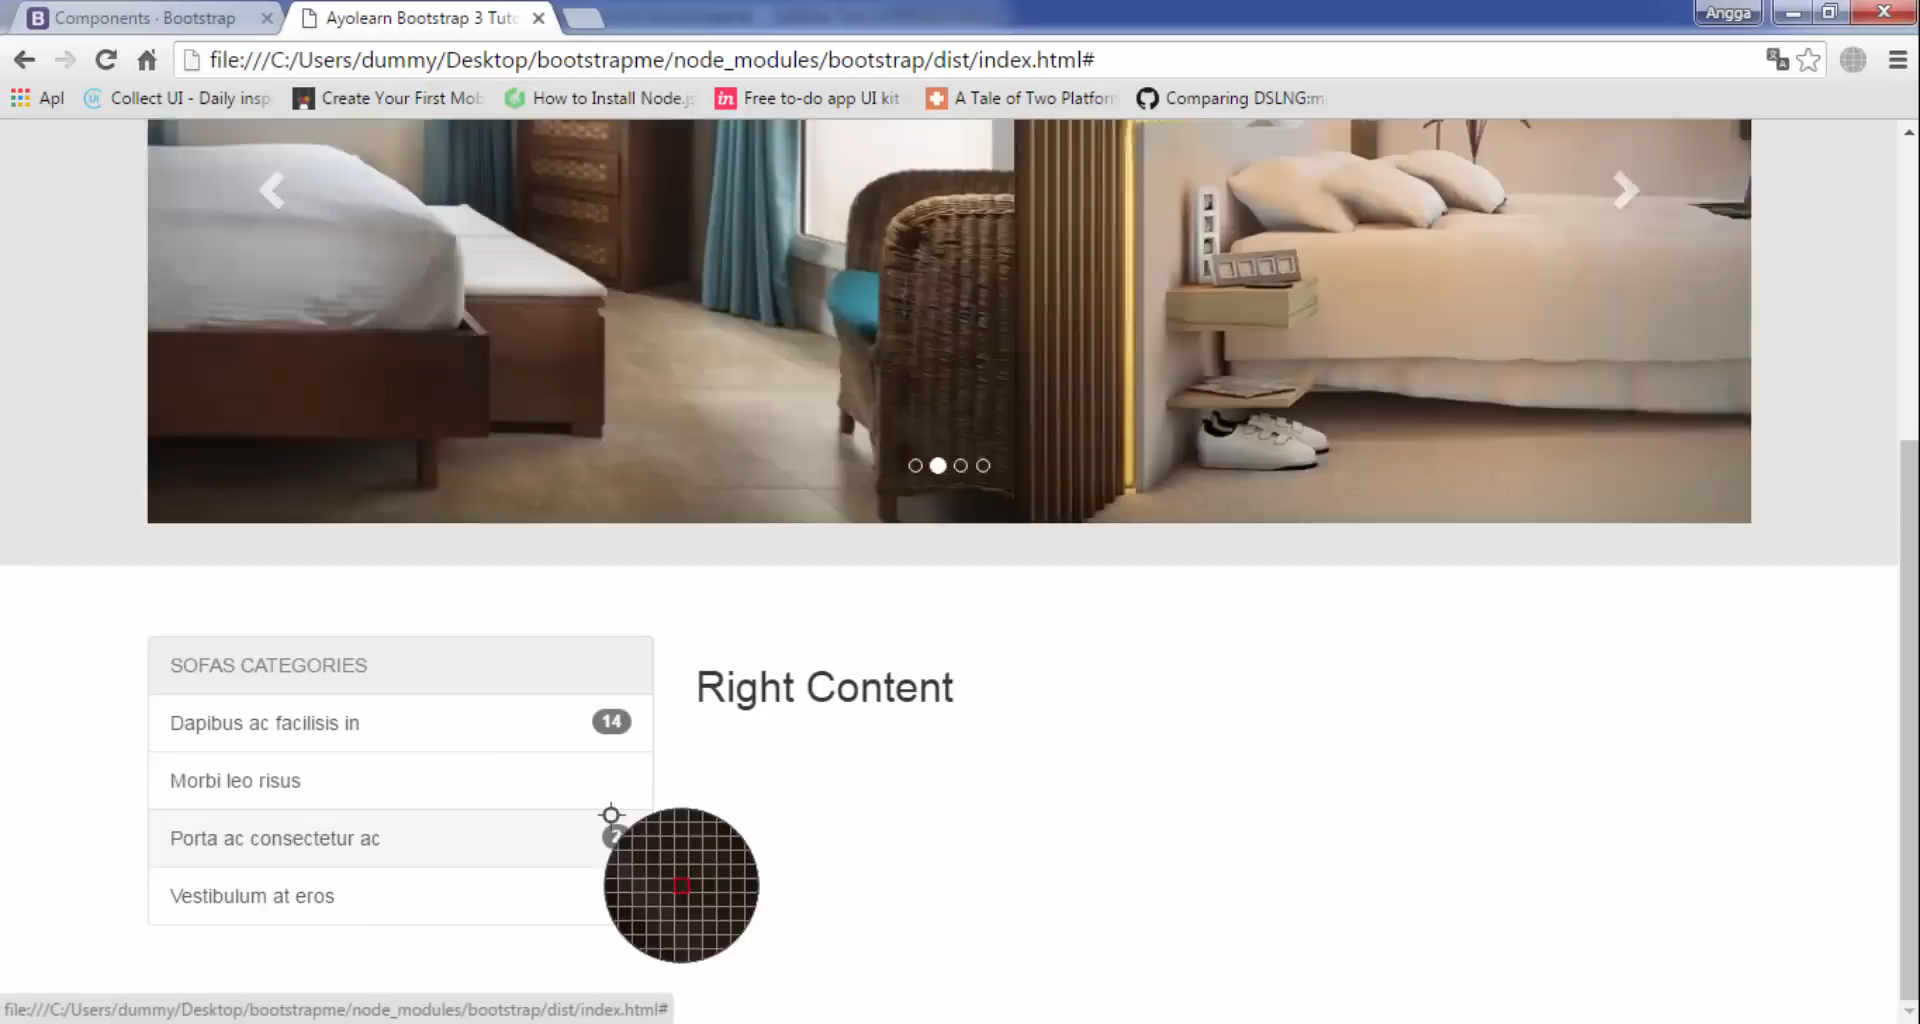 Components · Bootstrap
Ayolearn Bootstrap 3 Tuto
Angga
file:///C:/Users/dummy/Desktop/bootstrapme/node_modules/bootstrap/dist/index.html#
Apl
Collect UI - Daily insp
Create Your First Mob
How to Install Node.js
Free to-do app UI kit
A Tale of Two Platform
Comparing DSLNG:m
SOFAS CATEGORIES
Dapibus ac facilisis in
14
Right Content
Morbi leo risus
Porta ac consectetur ac
2
Vestibulum at eros
file:///C:/Users/dummy/Desktop/bootstrapme/node_modules/bootstrap/dist/index.html#